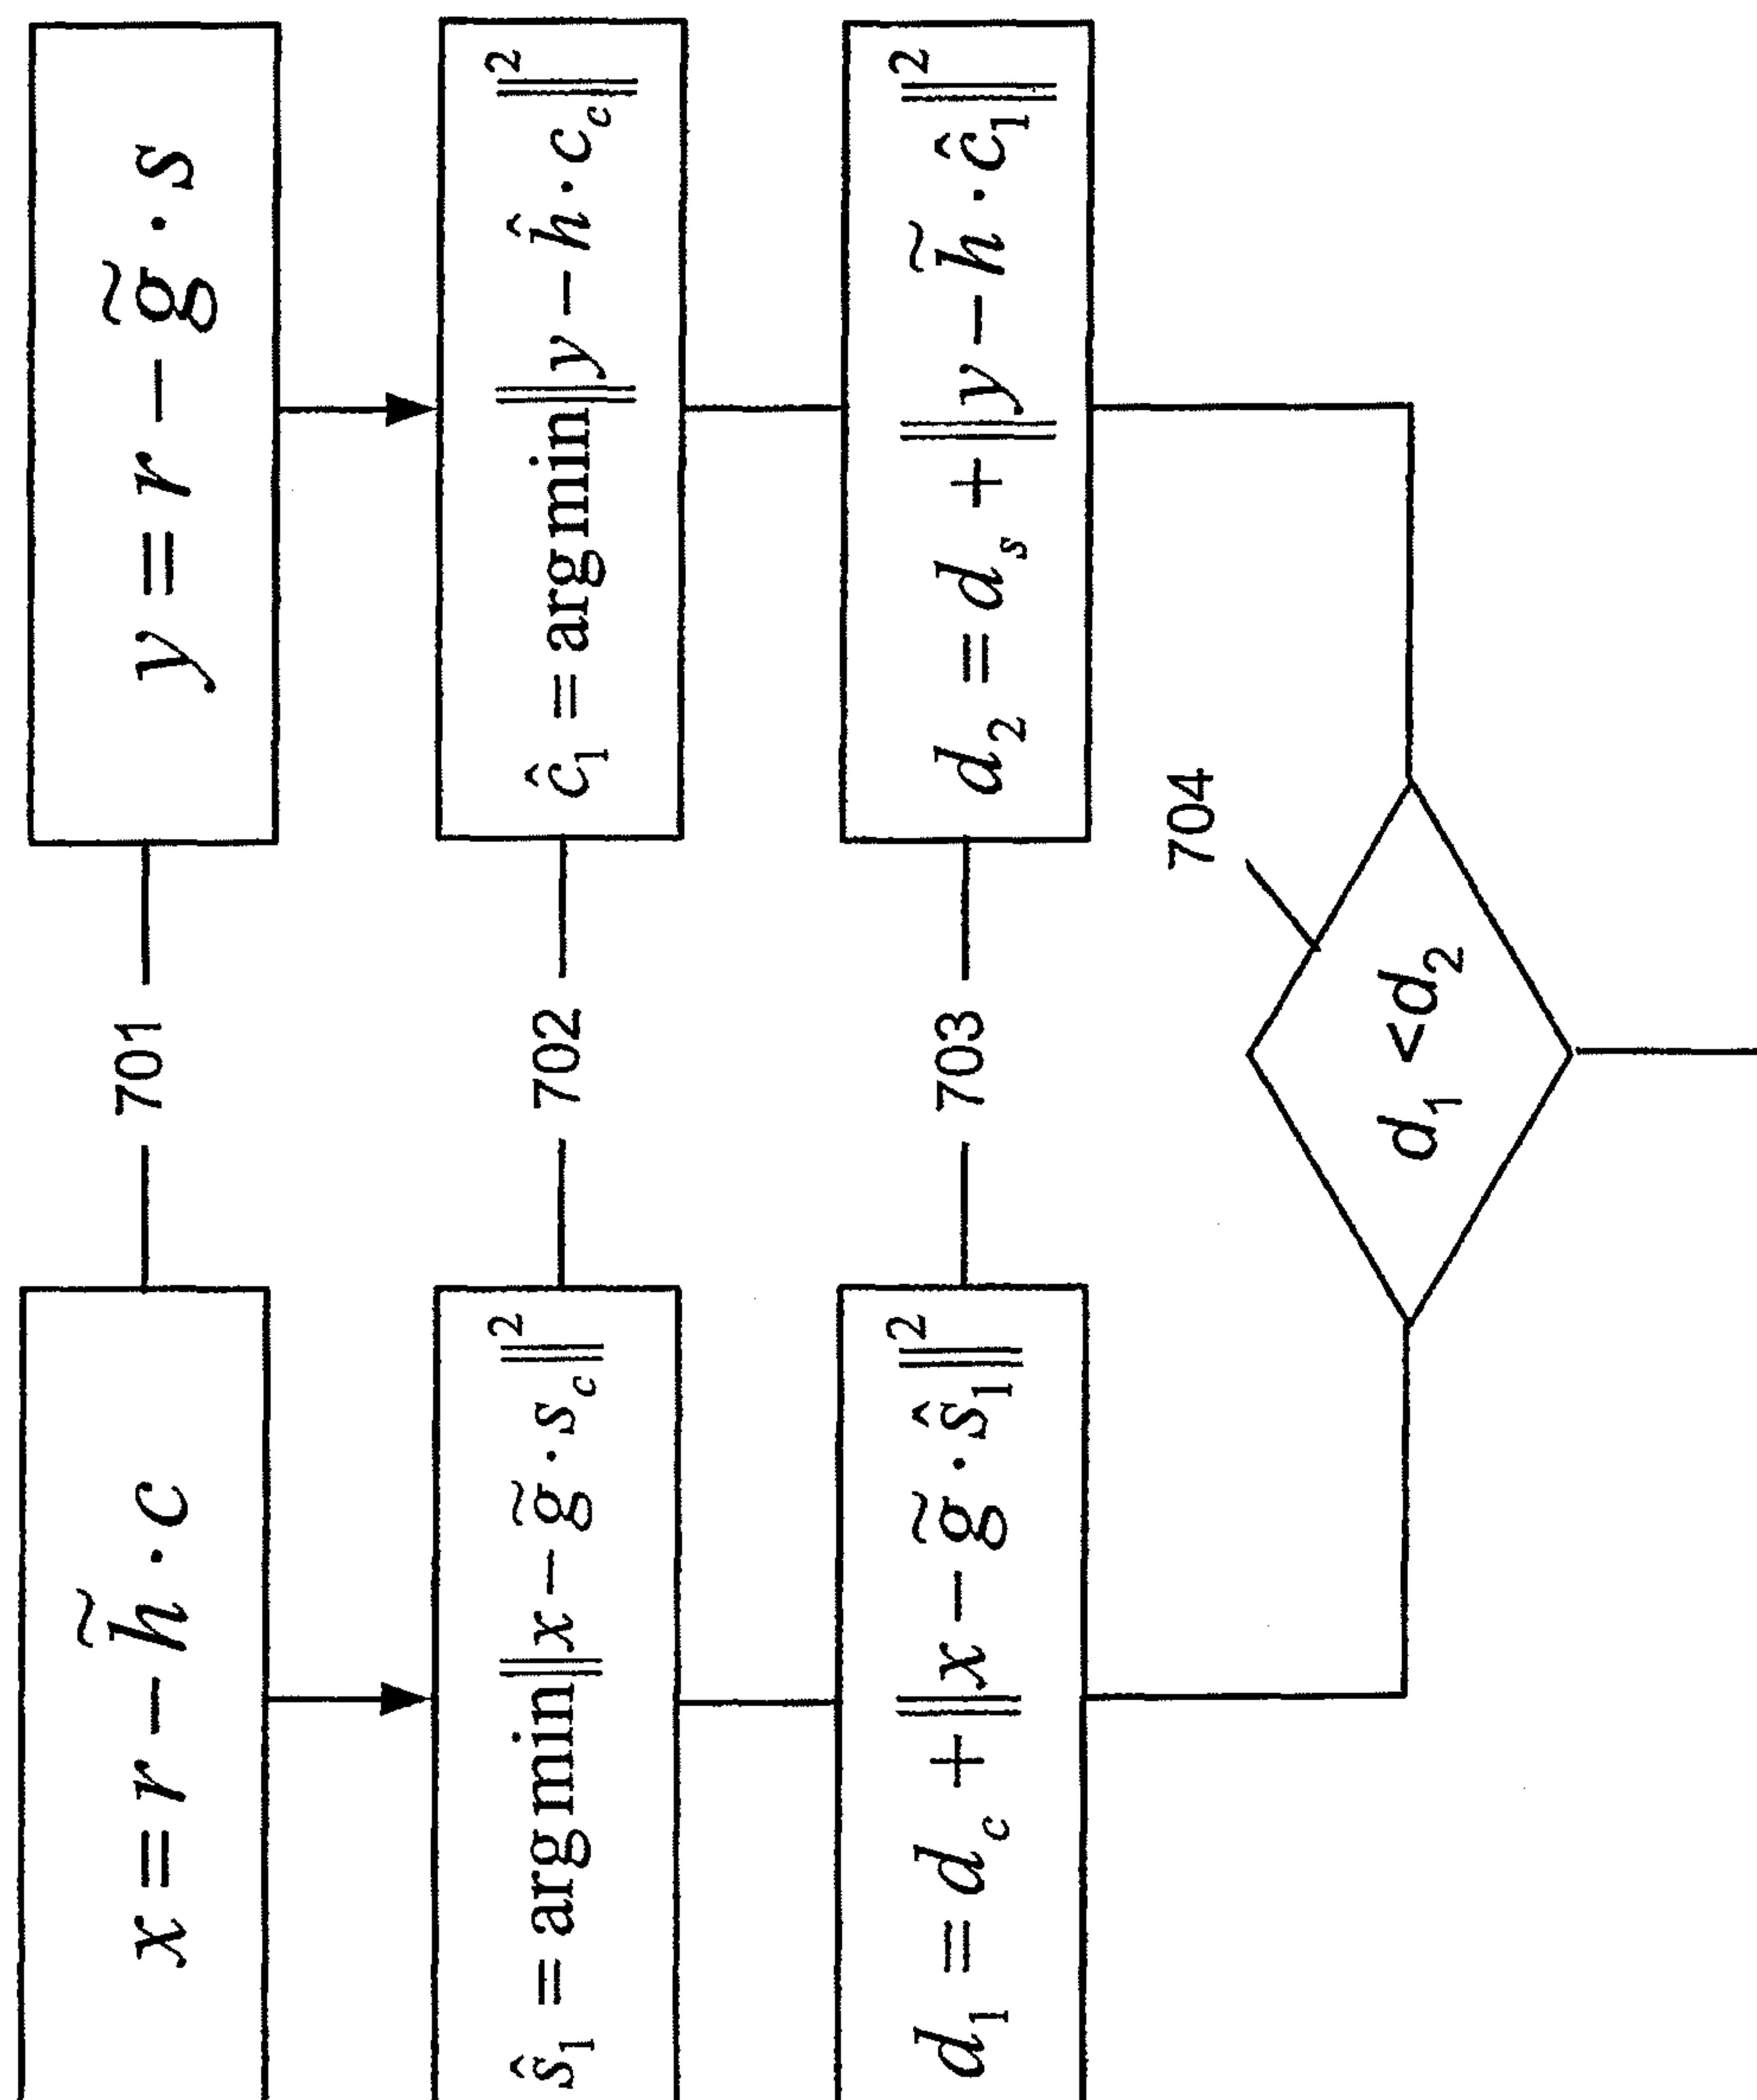 x = r − h̃ · c
701
y = r − g̃ · s
ŝ₁ = arg min‖x − g̃ · s_c‖²
702
ĉ₁ = arg min‖y − ĥ · c_c‖²
d₁ = d_c + ‖x − g̃ · ŝ₁‖²
703
d₂ = d_s + ‖y − h̃ · ĉ₁‖²
704
d₁ < d₂